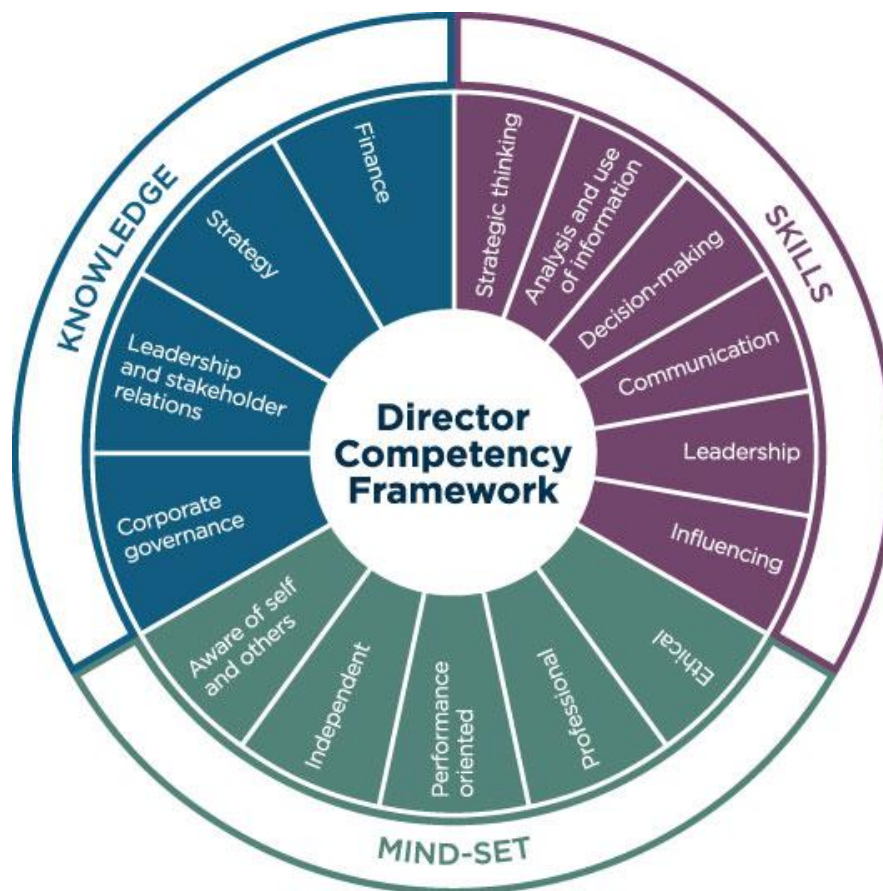 Director
Competency
Framework
KNOWLEDGE
Finance
Strategy
Leadership
and stakeholder
relations
Corporate
governance
SKILLS
Strategic thinking
Analysis and use
of information
Decision-making
Communication
Leadership
Influencing
MIND-SET
Ethical
Professional
Performance
oriented
Independent
Aware of self
and others